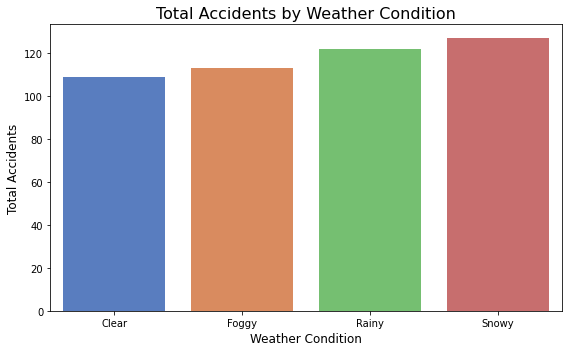 Total Accidents by Weather Condition
Total Accidents
120
100
80
60
40
20
0
Clear Foggy Rainy Snowy
Weather Condition